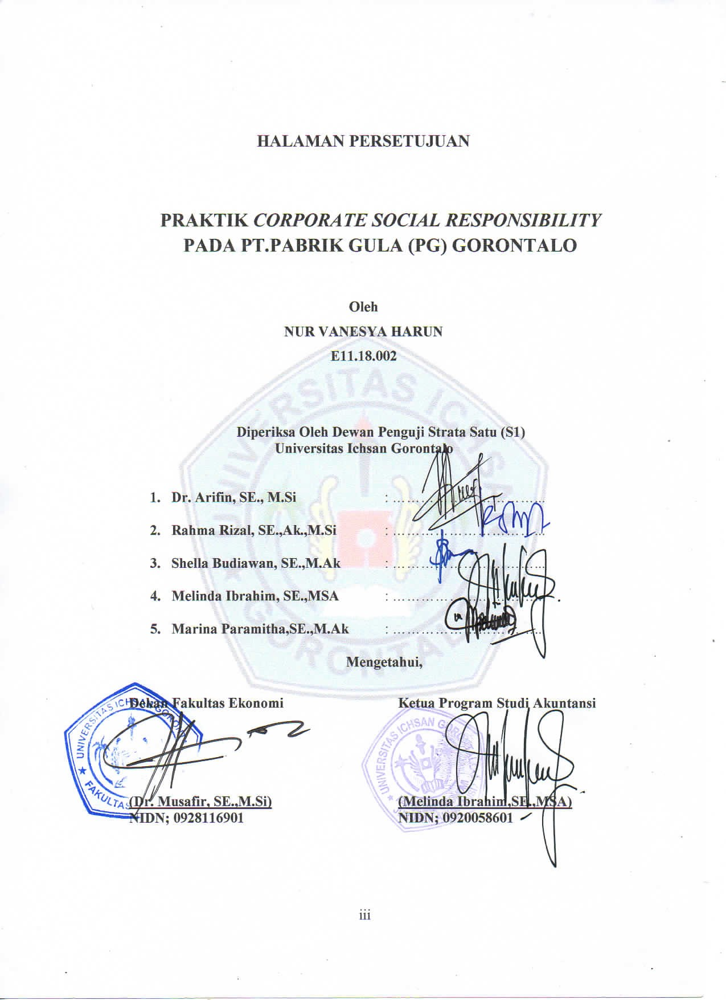 HALAMAN PERSETUJUAN
PRAKTIK CORPORATE SOCIAL RESPONSIBILITY
PADA PT.PABRIK GULA (PG) GORONTALO
Oleh
NUR VANESYA HARUN
E11.18.002
UNIVERSITAS ICHSAN
GORONTALO
Diperiksa Oleh Dewan Penguji Strata Satu (S1)
Universitas Ichsan Gorontalo
1. Dr. Arifin, SE., M.Si : ……………………………
2. Rahma Rizal, SE.,Ak.,M.Si : ……………………………
3. Shella Budiawan, SE.,M.Ak : ……………………………
4. Melinda Ibrahim, SE.,MSA : ……………………………
5. Marina Paramitha,SE.,M.Ak : ……………………………
Mengetahui,
Dekan Fakultas Ekonomi
UNIVERSITAS ICHSAN
FAKULTAS
(Dr. Musafir, SE.,M.Si)
NIDN; 0928116901
Ketua Program Studi Akuntansi
UNIVERSITAS ICHSAN
(Melinda Ibrahim,SE.,MSA)
NIDN; 0920058601
iii